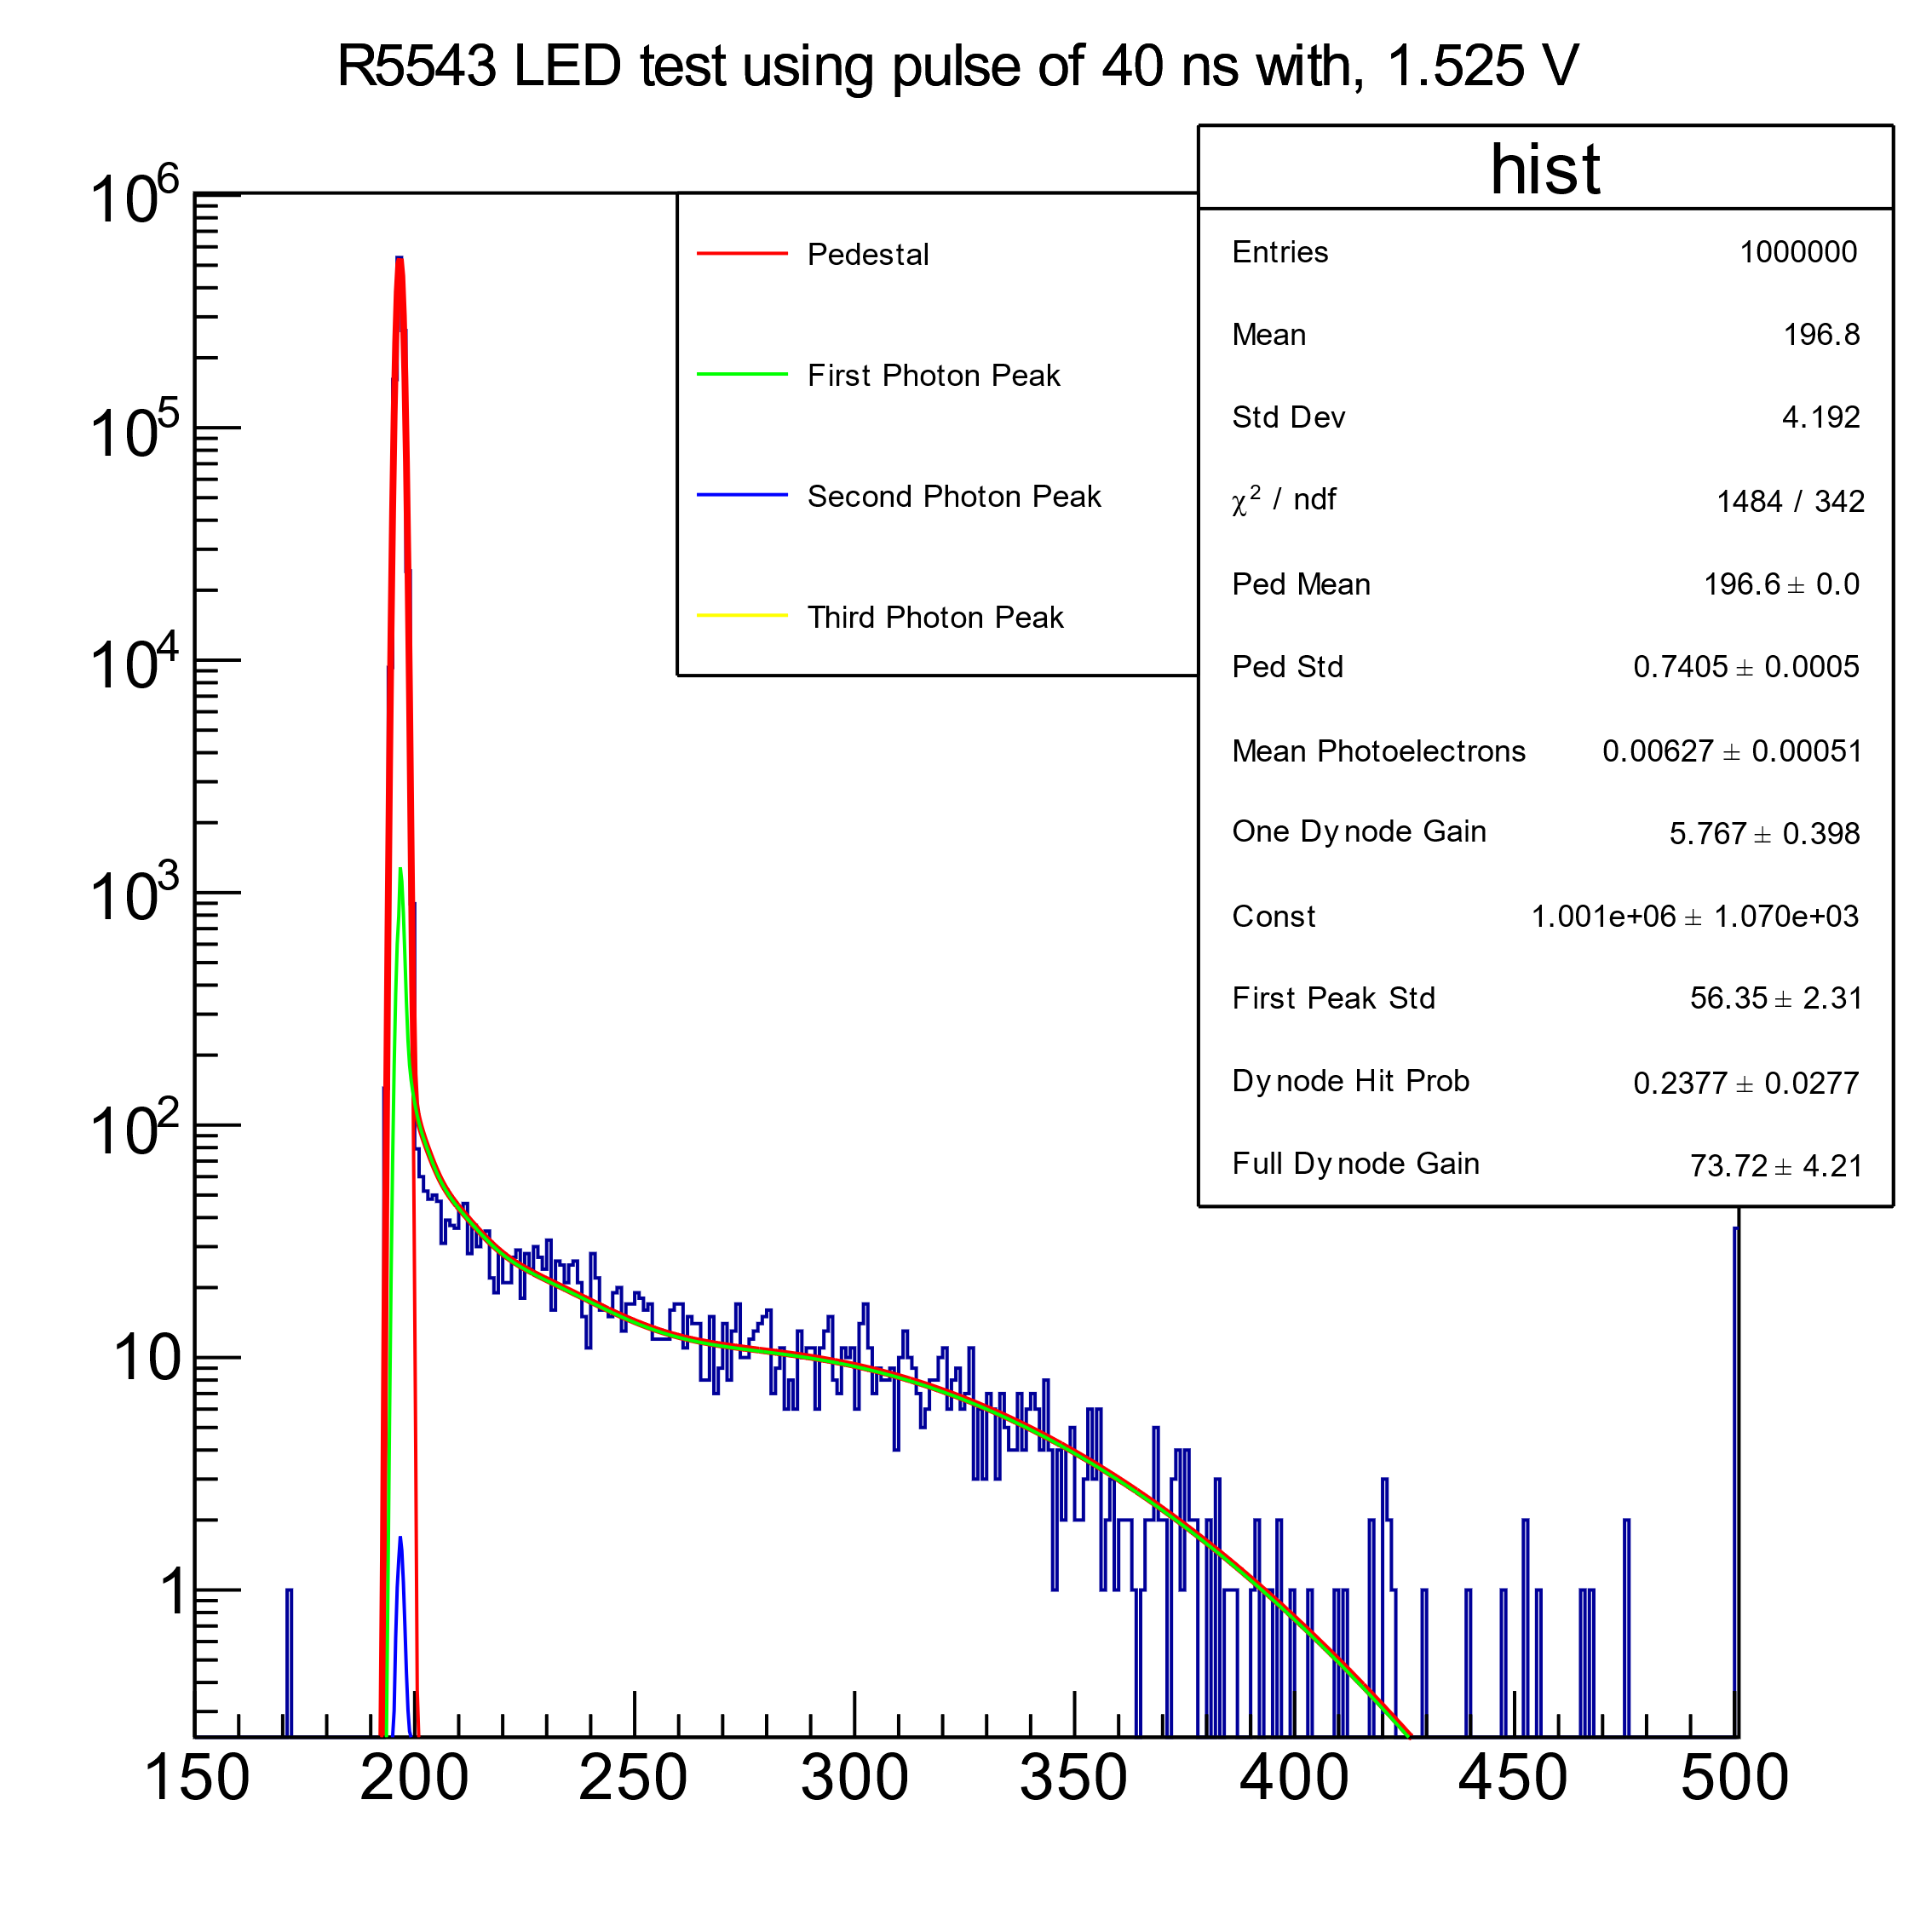 R5543 LED test using pulse of 40 ns with, 1.525 V
hist
Entries 1000000
Mean 196.8
Std Dev 4.192
χ² / ndf 1484 / 342
Ped Mean 196.6 ± 0.0
Ped Std 0.7405 ± 0.0005
Mean Photoelectrons 0.00627 ± 0.00051
One Dynode Gain 5.767 ± 0.398
Const 1.001e+06 ± 1.070e+03
First Peak Std 56.35 ± 2.31
Dynode Hit Prob 0.2377 ± 0.0277
Full Dynode Gain 73.72 ± 4.21
Pedestal
First Photon Peak
Second Photon Peak
Third Photon Peak
10⁶
10⁵
10⁴
10³
10²
10
1
150 200 250 300 350 400 450 500